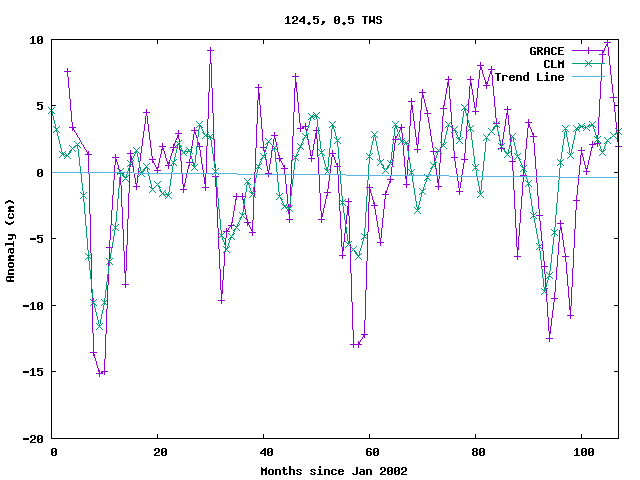 124.5, 0.5 TWS
GRACE
CLM
Trend Line
10
5
0
-5
-10
-15
-20
Anomaly (cm)
0 20 40 60 80 100
Months since Jan 2002